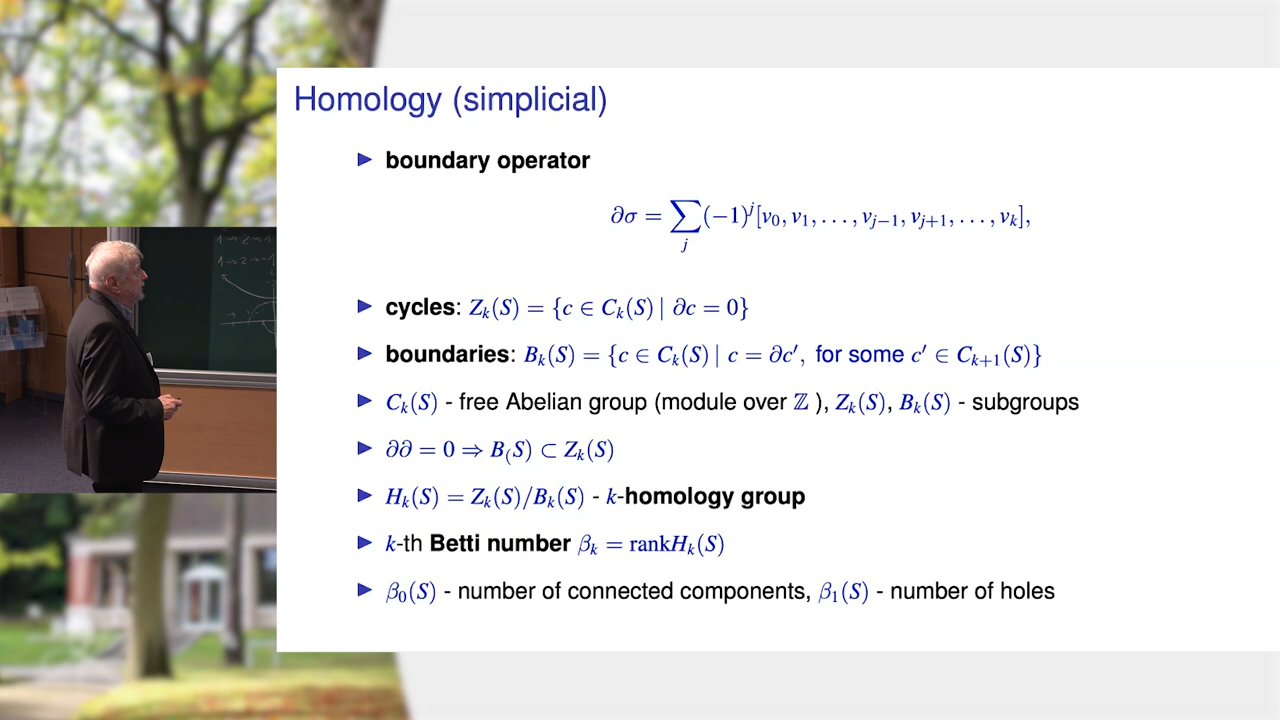 Homology (simplicial)
▶ boundary operator
∂σ = ∑_j (−1)^j [v_0, v_1, . . . , v_{j−1}, v_{j+1}, . . . , v_k],
▶ cycles: Z_k(S) = {c ∈ C_k(S) | ∂c = 0}
▶ boundaries: B_k(S) = {c ∈ C_k(S) | c = ∂c′, for some c′ ∈ C_{k+1}(S)}
▶ C_k(S) - free Abelian group (module over ℤ ), Z_k(S), B_k(S) - subgroups
▶ ∂∂ = 0 ⇒ B_(S) ⊂ Z_k(S)
▶ H_k(S) = Z_k(S)/B_k(S) - k-homology group
▶ k-th Betti number β_k = rankH_k(S)
▶ β_0(S) - number of connected components, β_1(S) - number of holes